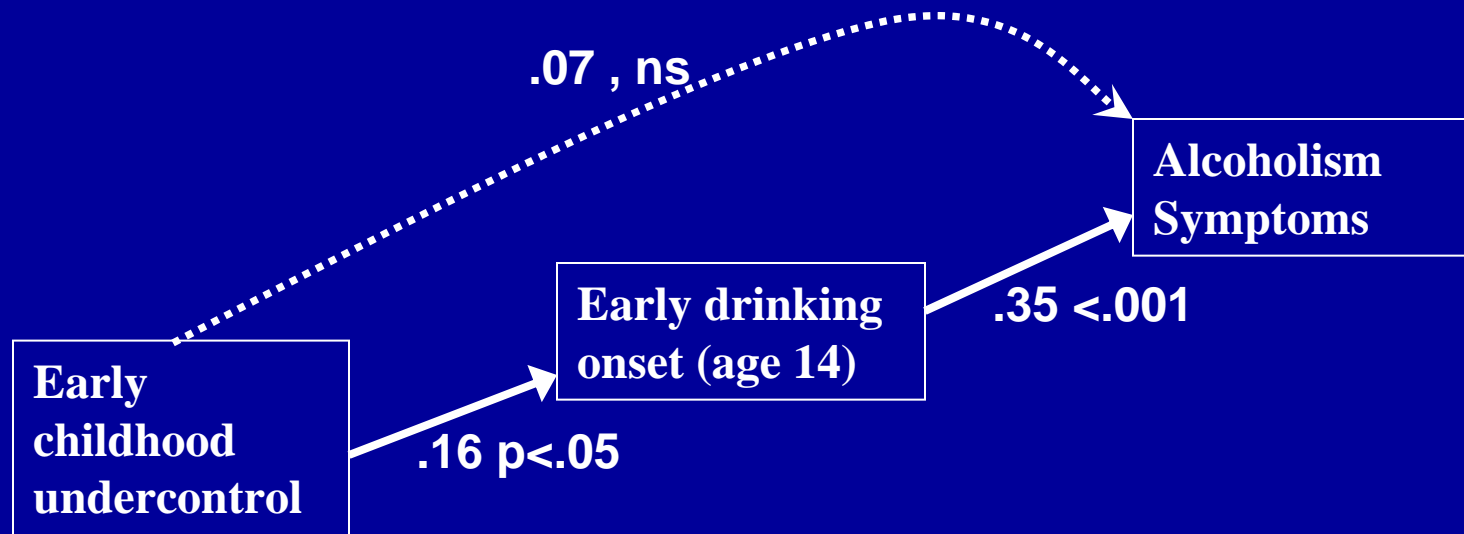 .07 , ns
Alcoholism
Symptoms
Early drinking
onset (age 14)
.35 <.001
Early
childhood
undercontrol
.16 p<.05